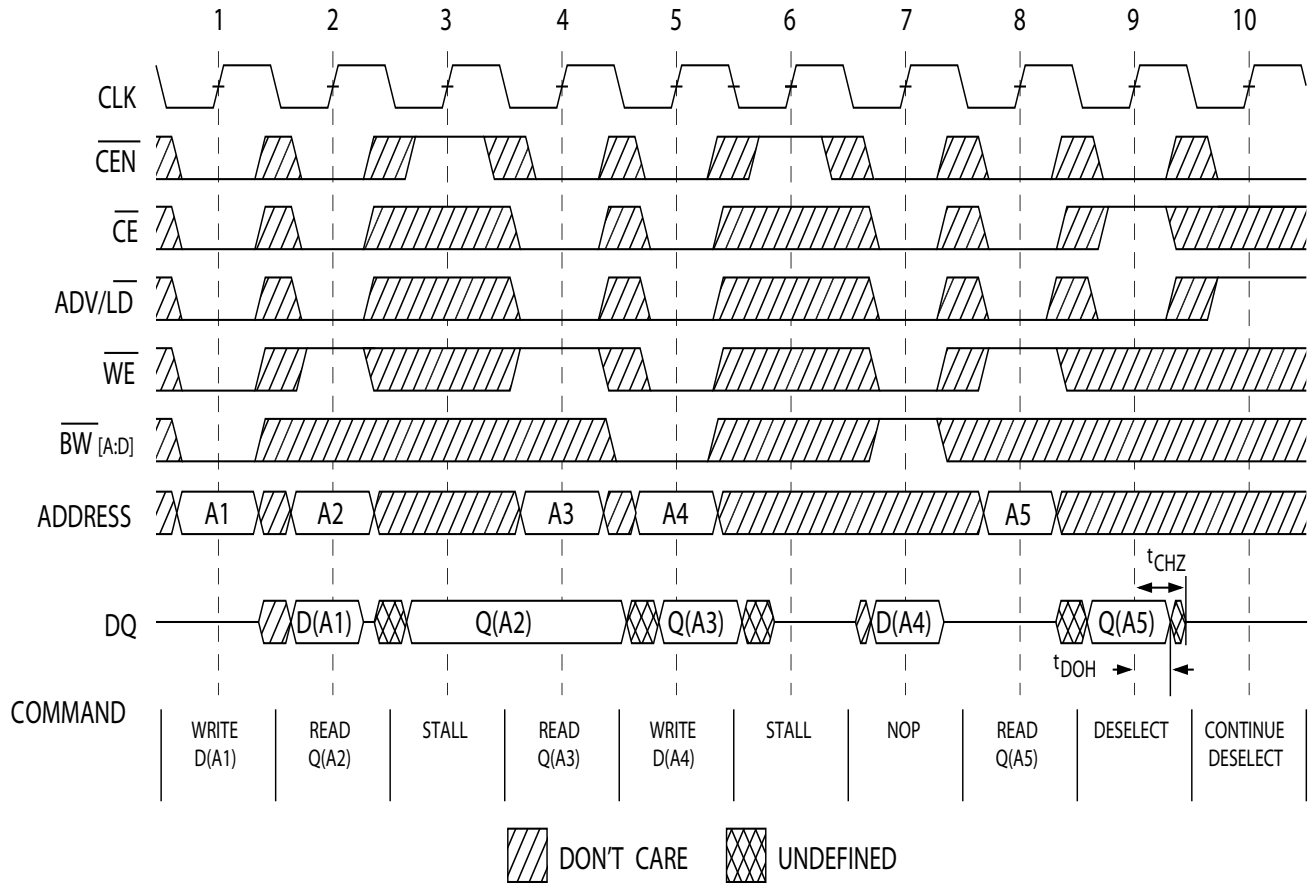 1 2 3 4 5 6 7 8 9 10
CLK
CEN
CE
ADV/LD
WE
BW [A:D]
ADDRESS A1 A2 A3 A4 A5
tCHZ
DQ D(A1) Q(A2) Q(A3) D(A4) Q(A5)
tDOH
COMMAND
WRITE READ STALL READ WRITE STALL NOP READ DESELECT CONTINUE
D(A1) Q(A2) Q(A3) D(A4) Q(A5) DESELECT
DON'T CARE UNDEFINED